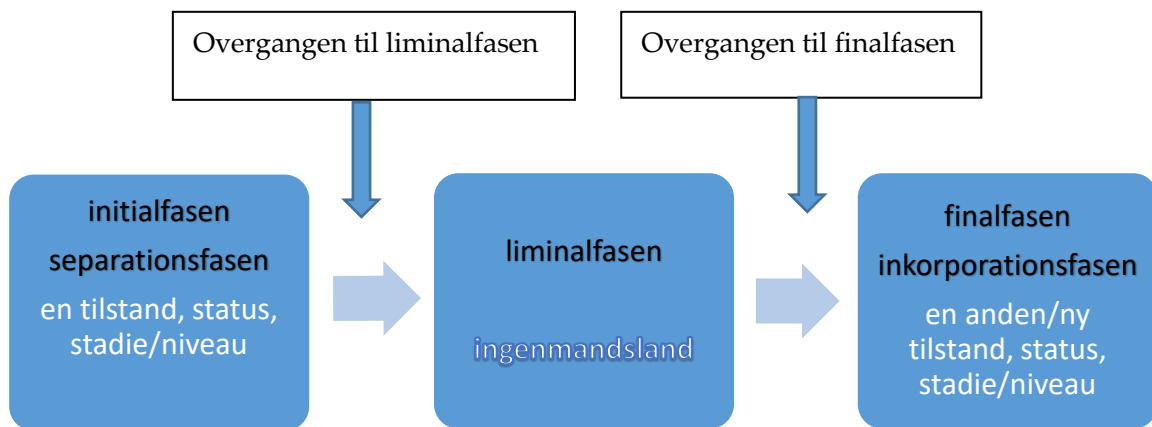 Overgangen til liminalfasen
Overgangen til finalfasen
initialfasen
separationsfasen
en tilstand, status,
stadie/niveau
liminalfasen
ingenmandsland
finalfasen
inkorporationsfasen
en anden/ny
tilstand, status,
stadie/niveau